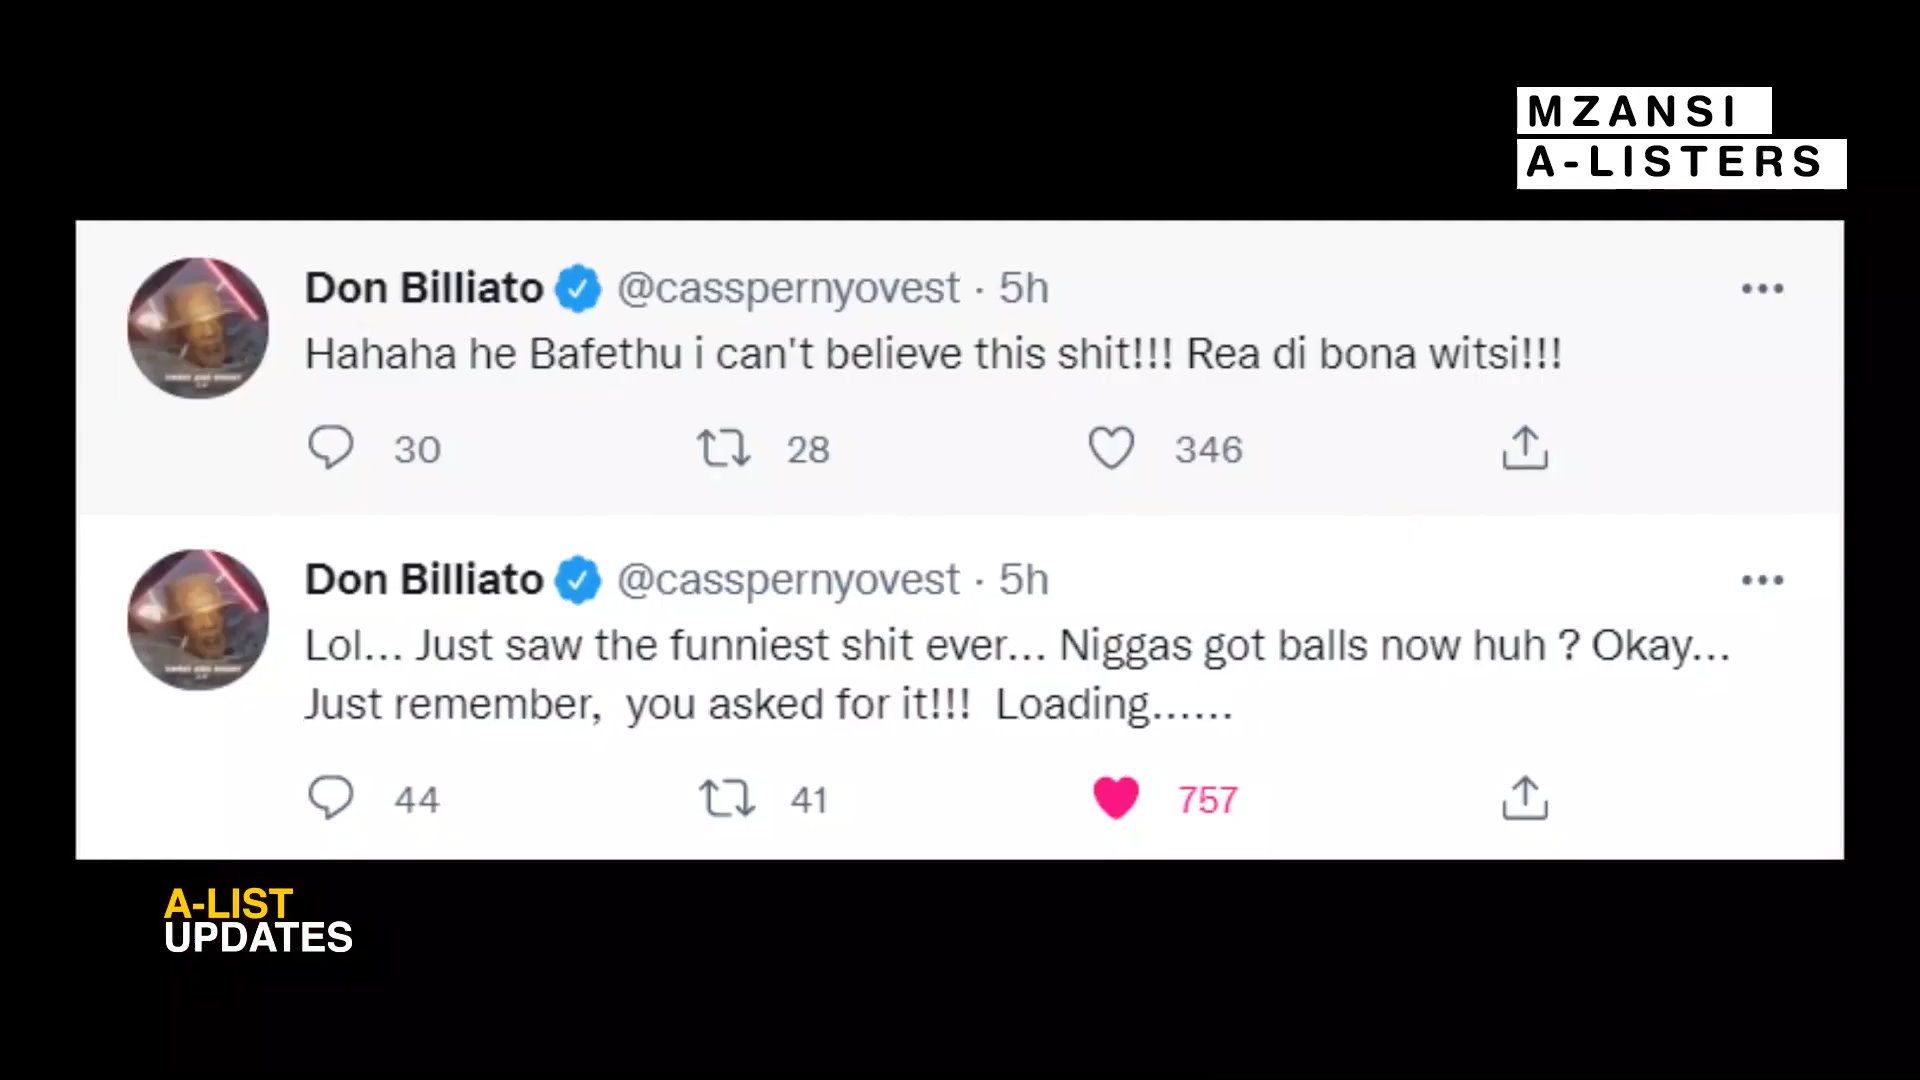 MZANSI
A-LISTERS
Don Billiato @casspernyovest · 5h
Hahaha he Bafethu i can't believe this shit!!! Rea di bona witsi!!!
30 28 346
Don Billiato @casspernyovest · 5h
Lol... Just saw the funniest shit ever... Niggas got balls now huh ? Okay...
Just remember, you asked for it!!! Loading......
44 41 757
A-LIST
UPDATES